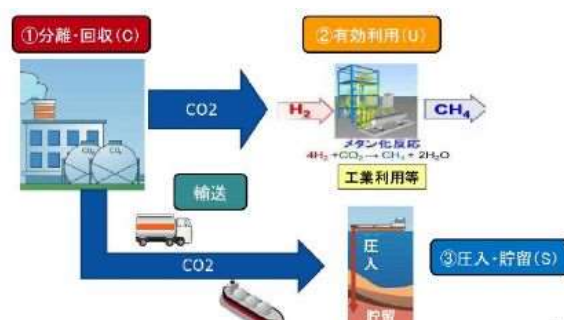 ①分離・回収(C)
②有効利用(U)
CO2
H₂
CH₄
メタン化反応
4H₂ +CO₂→ CH₄ + 2H₂O
工業利用等
輸送
CO2
圧入
貯留
③圧入・貯留(S)